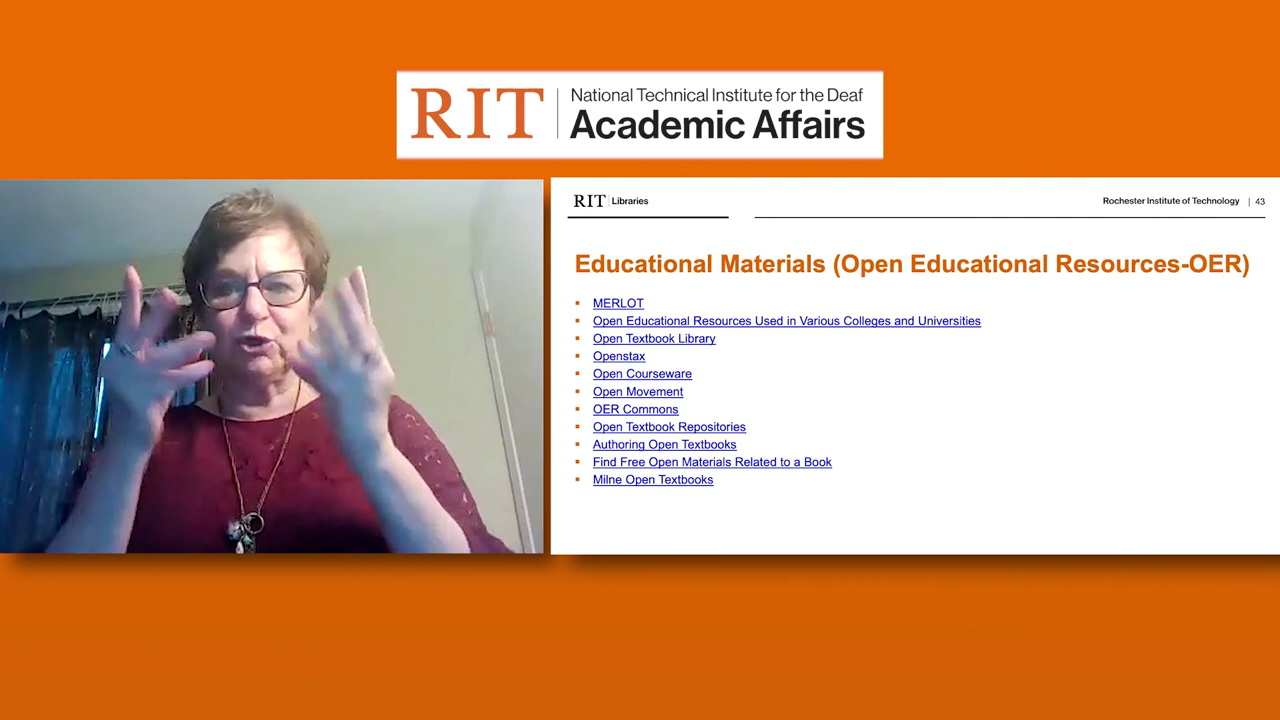 RIT National Technical Institute for the Deaf
Academic Affairs
RIT Libraries
Rochester Institute of Technology | 43
Educational Materials (Open Educational Resources-OER)
▪ MERLOT
▪ Open Educational Resources Used in Various Colleges and Universities
▪ Open Textbook Library
▪ Openstax
▪ Open Courseware
▪ Open Movement
▪ OER Commons
▪ Open Textbook Repositories
▪ Authoring Open Textbooks
▪ Find Free Open Materials Related to a Book
▪ Milne Open Textbooks